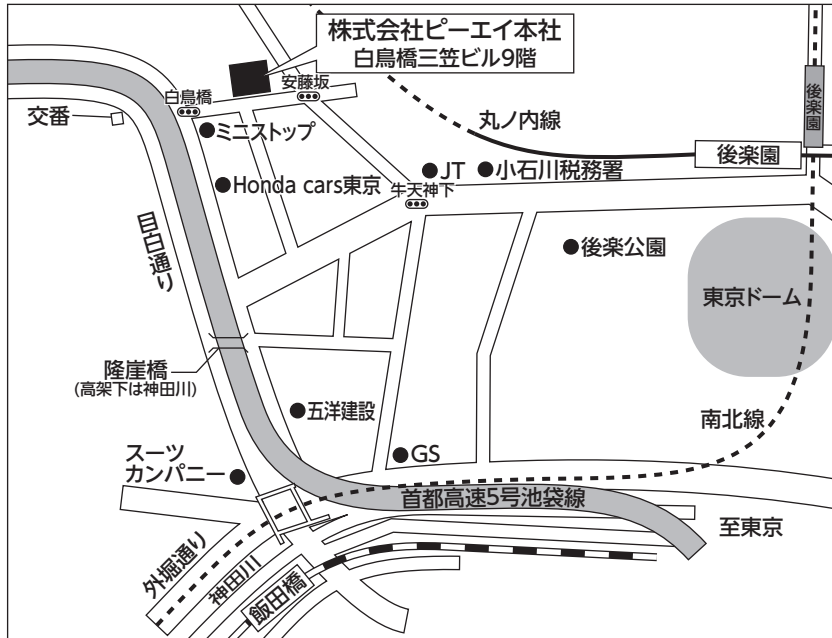 株式会社ピーエイ本社
白鳥橋三笠ビル9階
白鳥橋
安藤坂
交番
ミニストップ
丸ノ内線
後楽園
後楽園
Honda cars東京
牛天神下
JT
小石川税務署
目白通り
後楽公園
東京ドーム
隆崖橋
(高架下は神田川)
五洋建設
南北線
スーツ
カンパニー
GS
首都高速5号池袋線
至東京
外堀通り
神田川
飯田橋